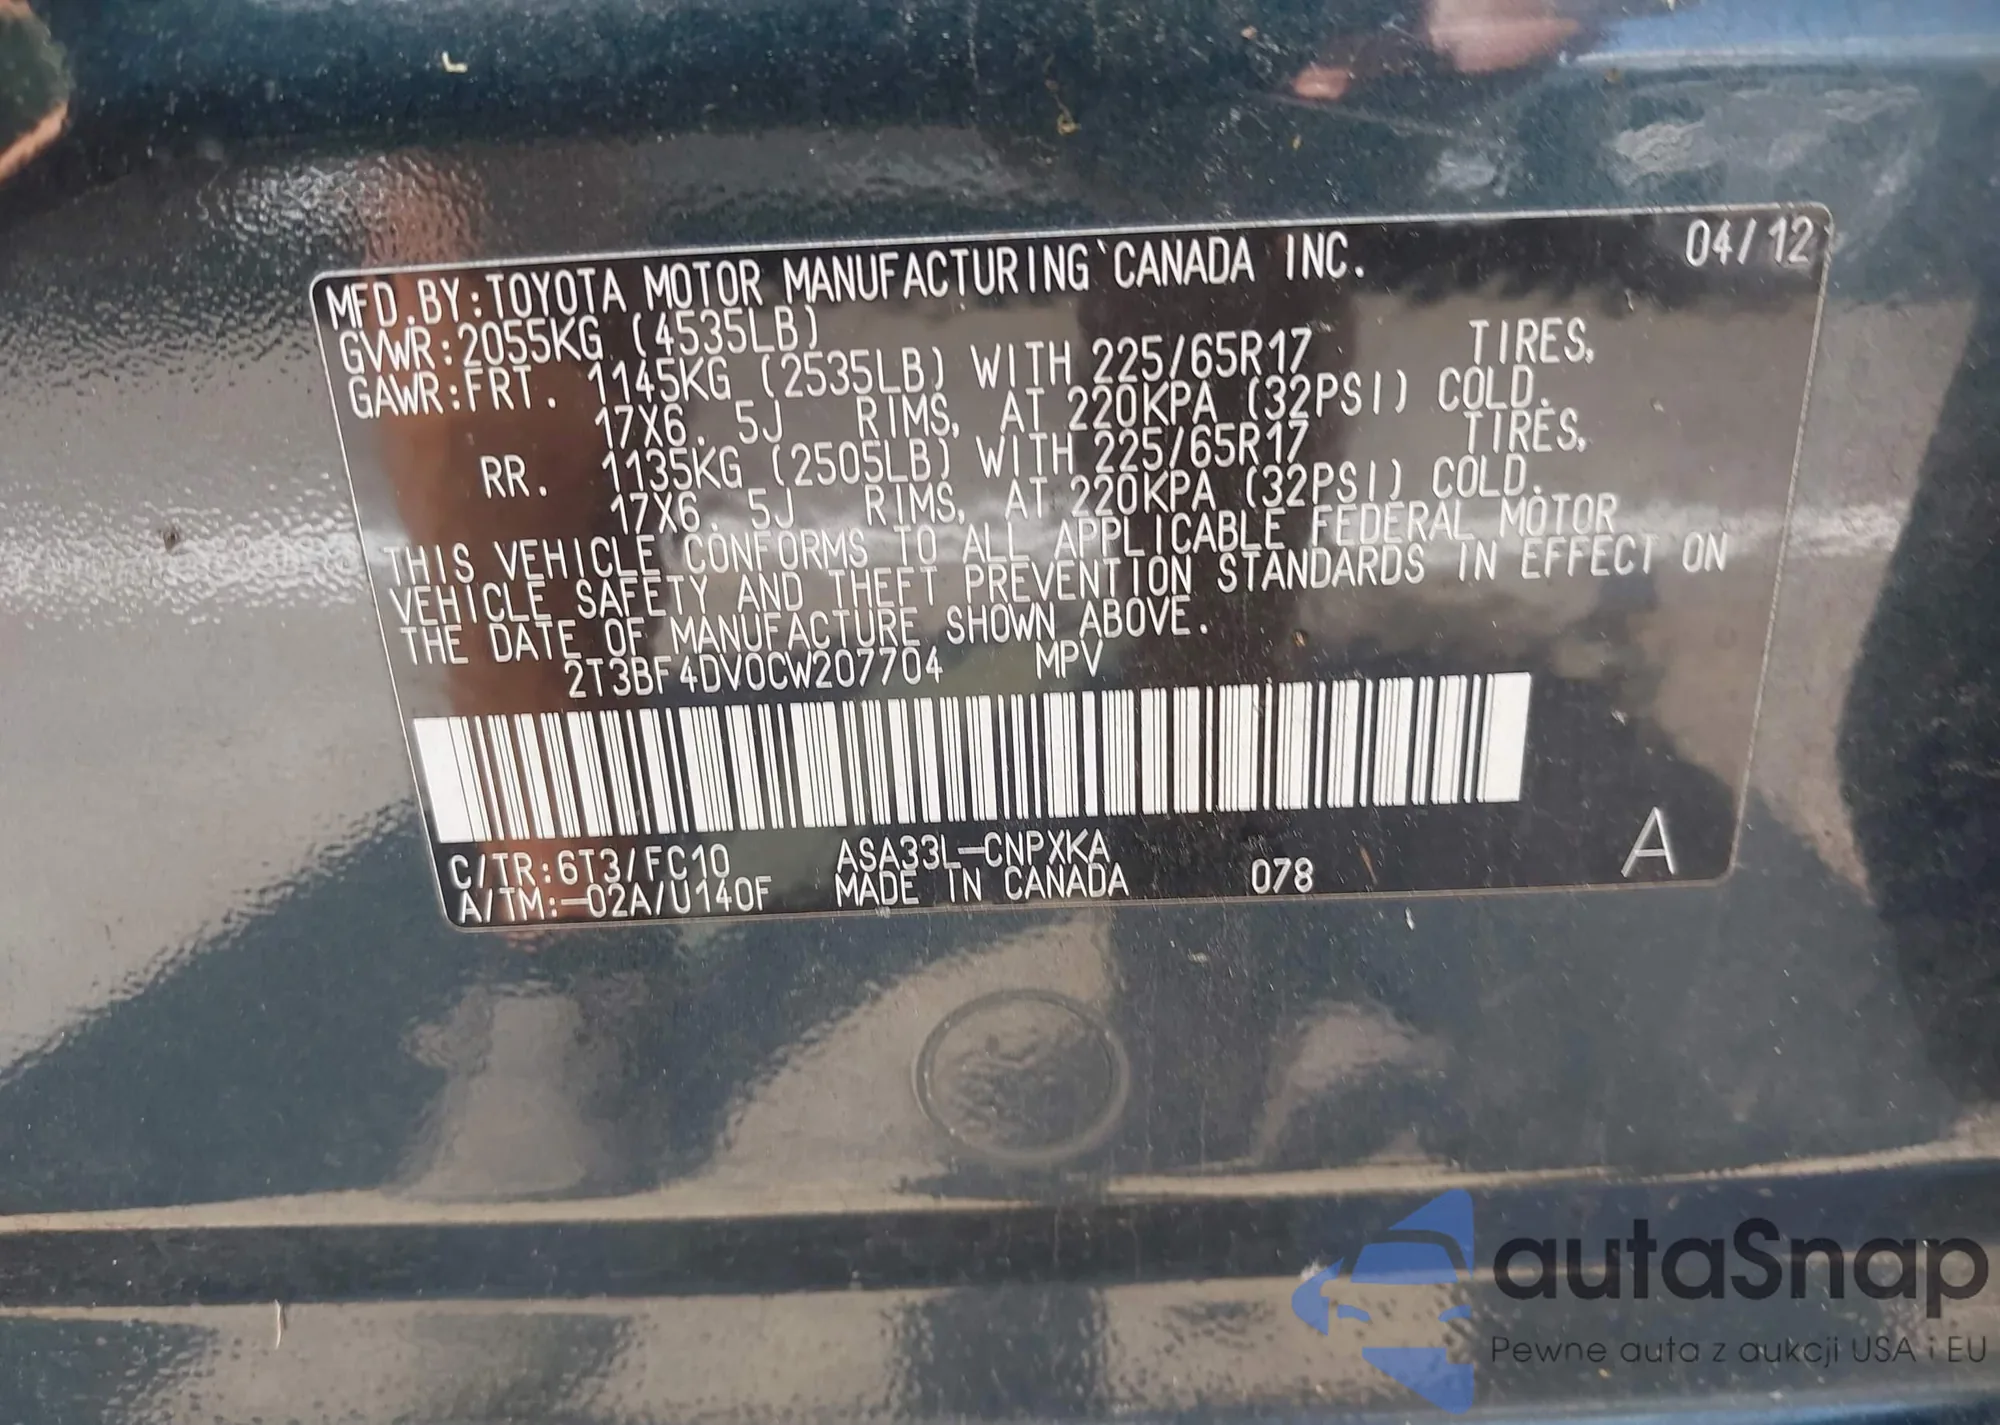 MFD.BY:TOYOTA MOTOR MANUFACTURING CANADA INC. 04/12
GVWR:2055KG (4535LB)
GAWR:FRT. 1145KG (2535LB) WITH 225/65R17 TIRES,
17X6.5J RIMS, AT 220KPA (32PSI) COLD.
RR. 1135KG (2505LB) WITH 225/65R17 TIRES,
17X6.5J RIMS, AT 220KPA (32PSI) COLD.
THIS VEHICLE CONFORMS TO ALL APPLICABLE FEDERAL MOTOR
VEHICLE SAFETY AND THEFT PREVENTION STANDARDS IN EFFECT ON
THE DATE OF MANUFACTURE SHOWN ABOVE.
2T3BF4DV0CW207704 MPV
C/TR:6T3/FC10 ASA33L-CNPXKA
A/TM:-02A/U140F MADE IN CANADA 078 A
autaSnap
Pewne auta z aukcji USA i EU